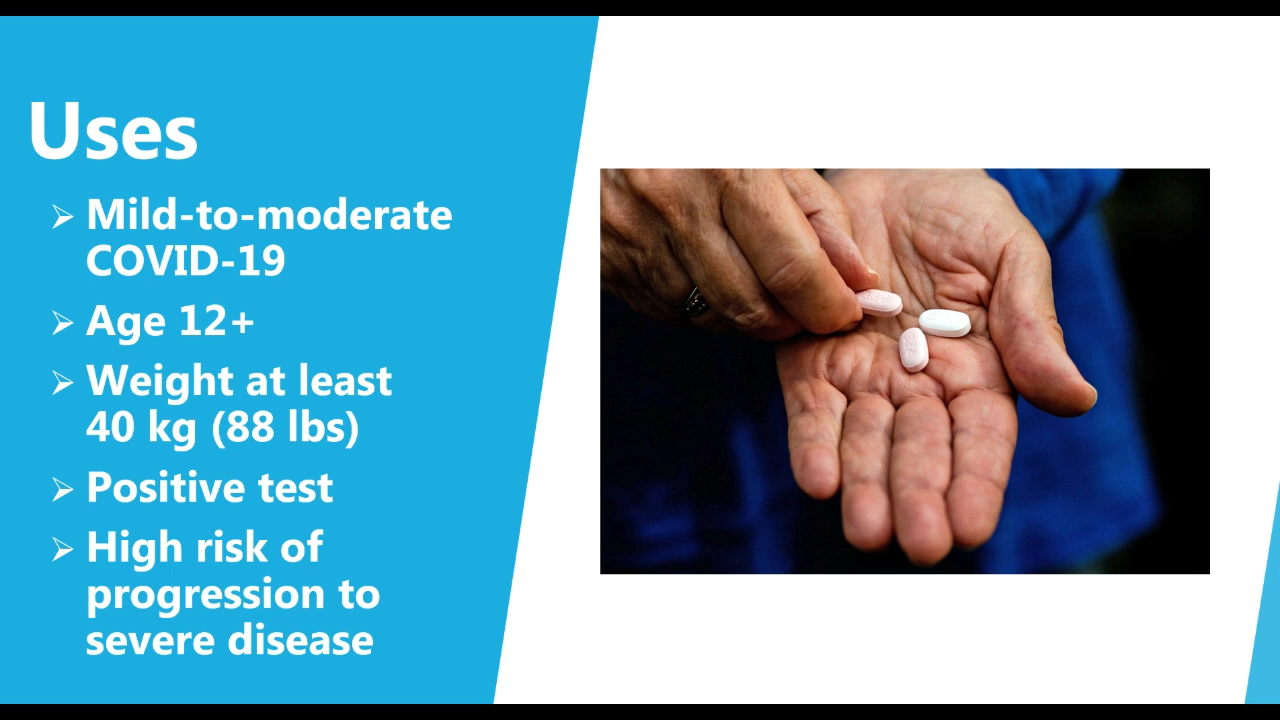 Uses
Mild-to-moderate
COVID-19
Age 12+
Weight at least
40 kg (88 lbs)
Positive test
High risk of
progression to
severe disease